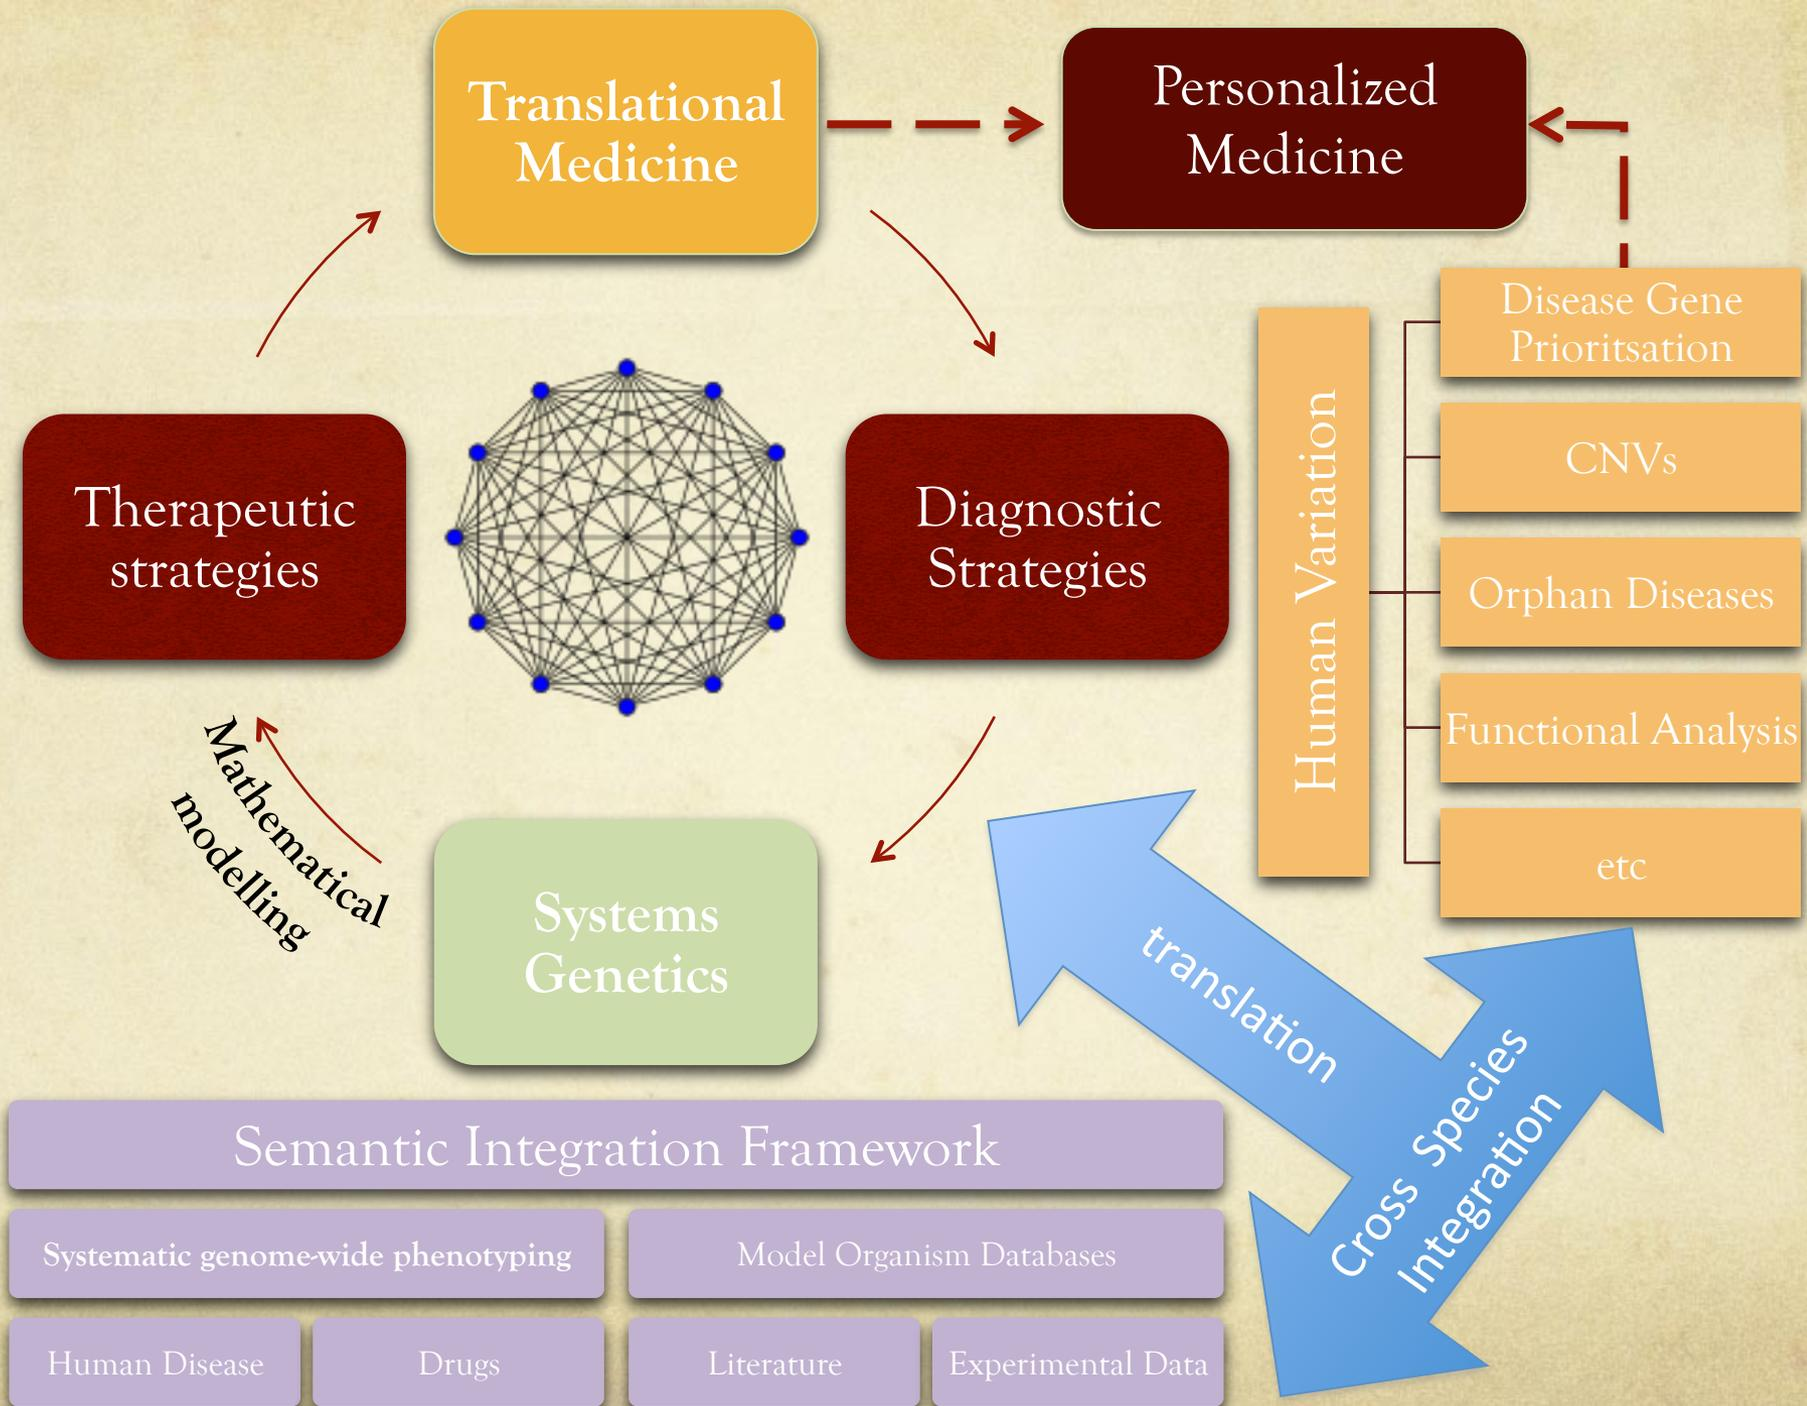 Translational
Medicine
Personalized
Medicine
Therapeutic
strategies
Diagnostic
Strategies
Human Variation
Disease Gene
Prioritsation
CNVs
Orphan Diseases
Functional Analysis
etc
Mathematical
modelling
Systems
Genetics
translation
Cross Species
Integration
Semantic Integration Framework
Systematic genome-wide phenotyping
Model Organism Databases
Human Disease
Drugs
Literature
Experimental Data